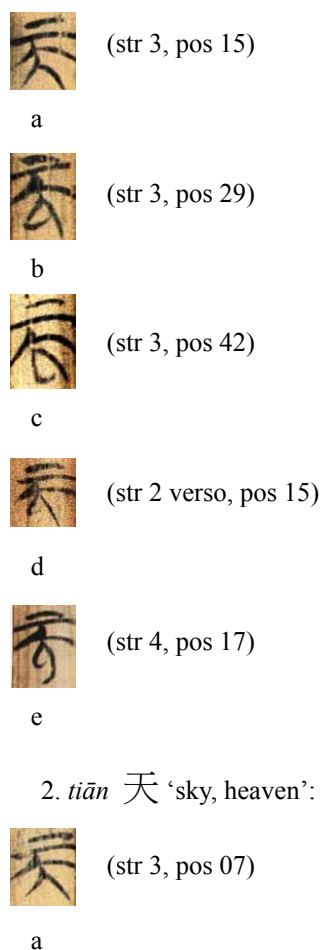 (str 3, pos 15)
a
(str 3, pos 29)
b
(str 3, pos 42)
c
(str 2 verso, pos 15)
d
(str 4, pos 17)
e
2. tiān 天 ‘sky, heaven’:
(str 3, pos 07)
a